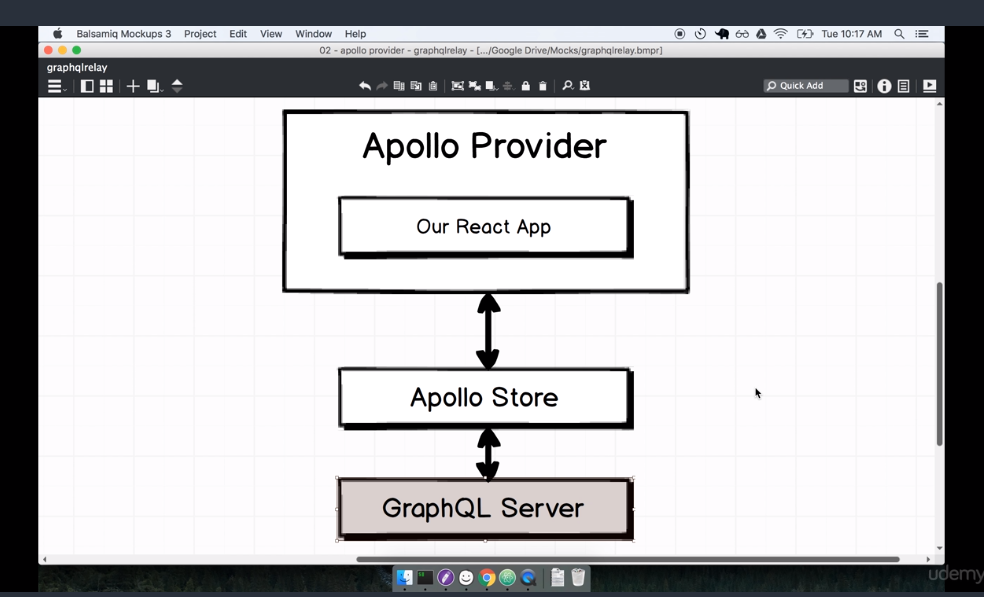 Balsamiq Mockups 3 Project Edit View Window Help Tue 10:17 AM
02 - apollo provider - graphqlrelay - [.../Google Drive/Mocks/graphqlrelay.bmpr]
graphqlrelay
Quick Add
Apollo Provider
Our React App
Apollo Store
GraphQL Server
udemy